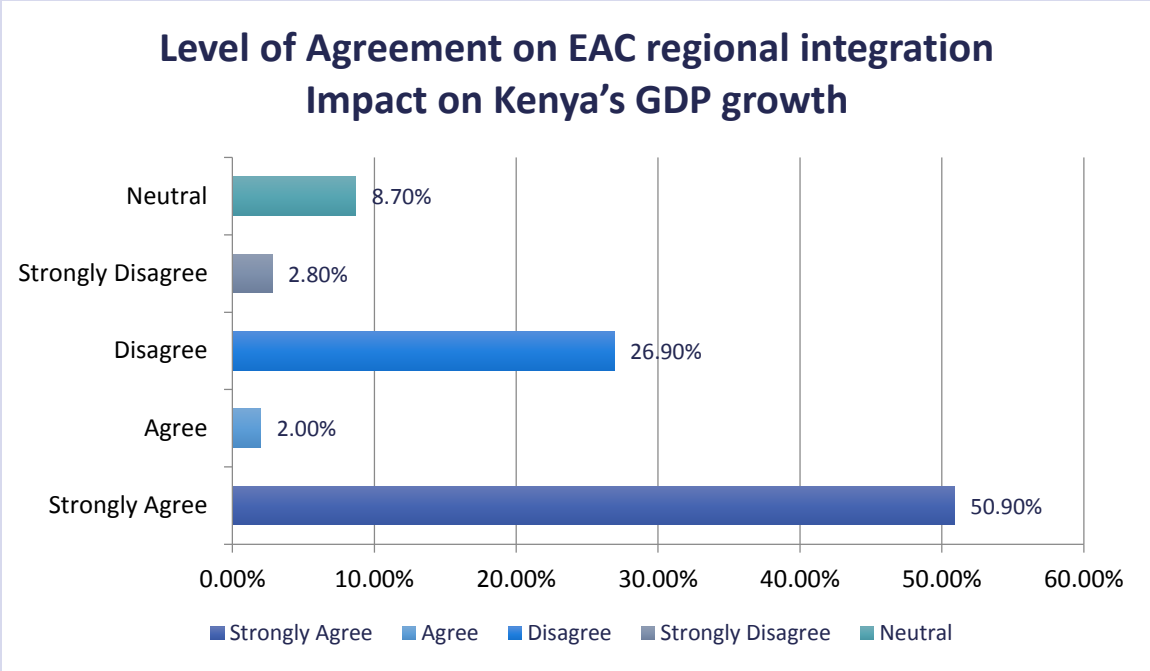 Level of Agreement on EAC regional integration
Impact on Kenya’s GDP growth
Neutral
8.70%
Strongly Disagree
2.80%
Disagree
26.90%
Agree
2.00%
Strongly Agree
50.90%
0.00% 10.00% 20.00% 30.00% 40.00% 50.00% 60.00%
Strongly Agree Agree Disagree Strongly Disagree Neutral